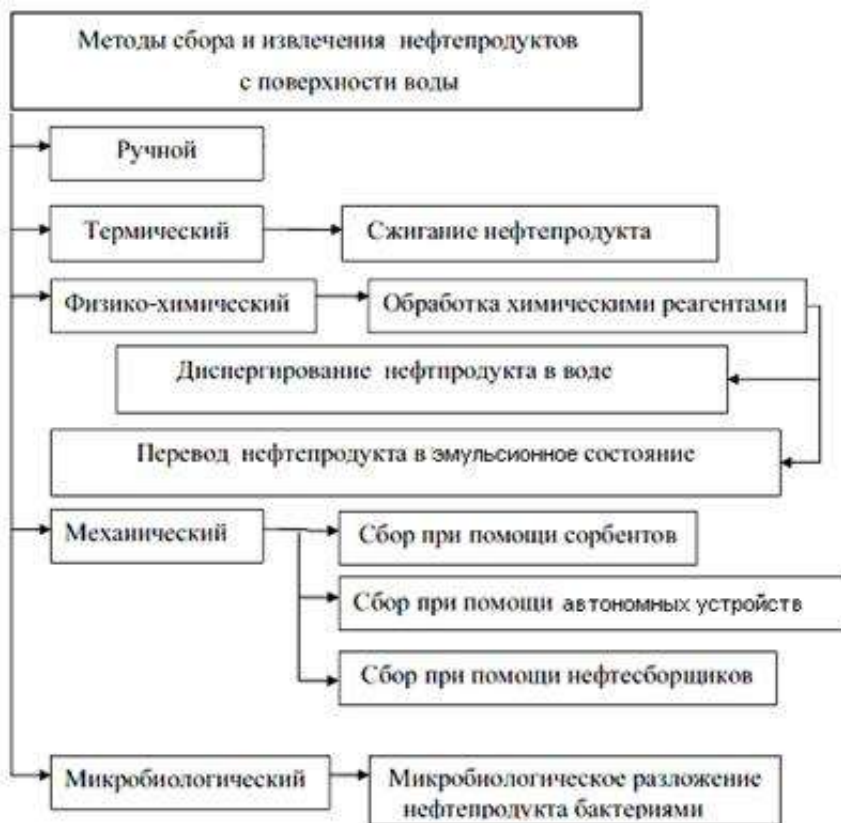 Методы сбора и извлечения нефтепродуктов
с поверхности воды
Ручной
Термический
Сжигание нефтепродукта
Физико-химический
Обработка химическими реагентами
Диспергирование нефтпродукта в воде
Перевод нефтепродукта в эмульсионное состояние
Механический
Сбор при помощи сорбентов
Сбор при помощи автономных устройств
Сбор при помощи нефтесборщиков
Микробиологический
Микробиологическое разложение
нефтепродукта бактериями